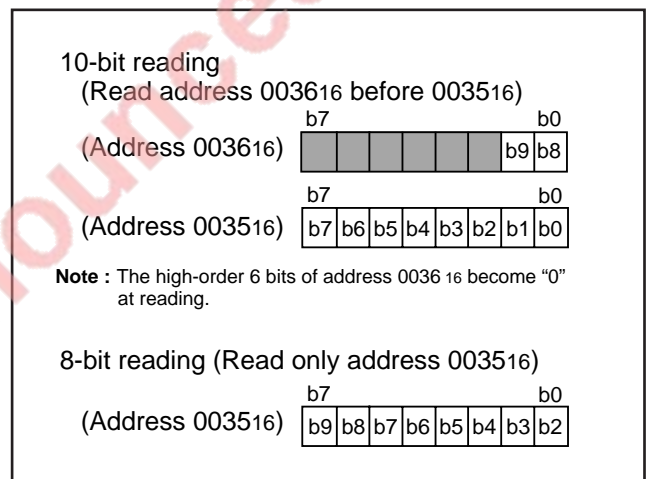 ounced
10-bit reading
(Read address 003616 before 003516)
b7 b0
(Address 003616) b9 b8
b7 b0
(Address 003516) b7 b6 b5 b4 b3 b2 b1 b0
Note : The high-order 6 bits of address 0036 16 become “0”
at reading.
8-bit reading (Read only address 003516)
b7 b0
(Address 003516) b9 b8 b7 b6 b5 b4 b3 b2